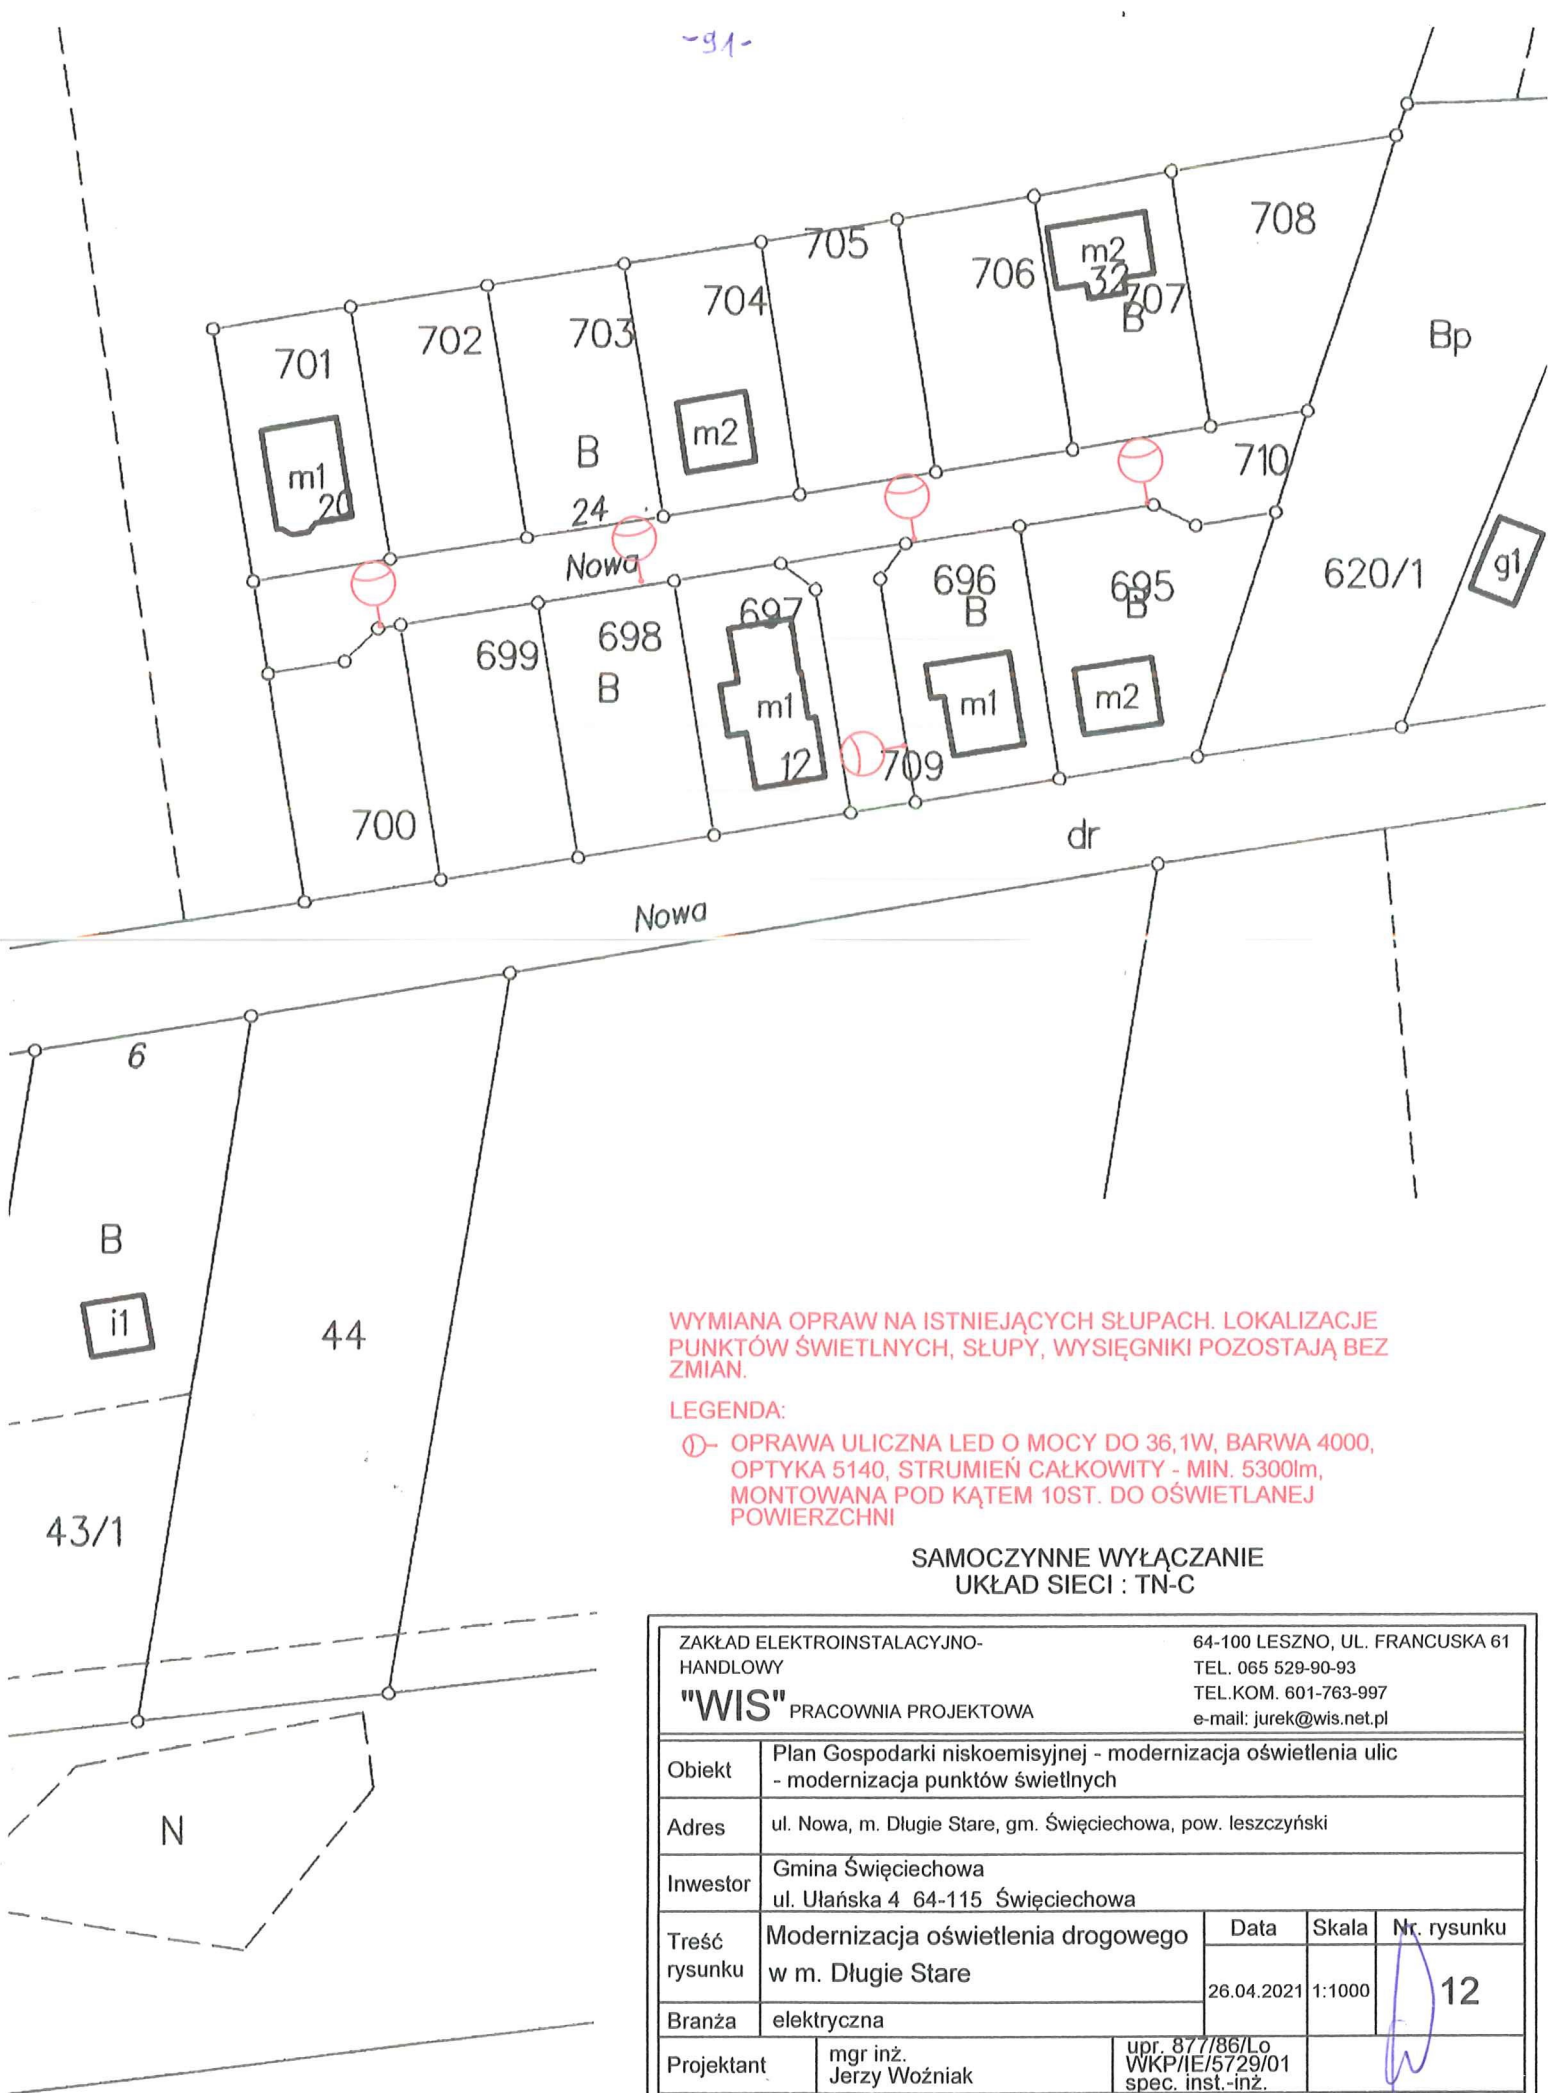 -91-
708
705
706
m2
32
707
B
704
702
703
701
Bp
B
m2
m1
20
24
710
Nowa
g1
620/1
696
B
695
B
697
698
699
B
m1
m1
m2
12
709
700
dr
Nowa
6
B
i1
44
43/1
N
WYMIANA OPRAW NA ISTNIEJĄCYCH SŁUPACH. LOKALIZACJE
PUNKTÓW ŚWIETLNYCH, SŁUPY, WYSIĘGNIKI POZOSTAJĄ BEZ
ZMIAN.
LEGENDA:
OPRAWA ULICZNA LED O MOCY DO 36,1W, BARWA 4000,
OPTYKA 5140, STRUMIEŃ CAŁKOWITY - MIN. 5300lm,
MONTOWANA POD KĄTEM 10ST. DO OŚWIETLANEJ
POWIERZCHNI
SAMOCZYNNE WYŁĄCZANIE
UKŁAD SIECI : TN-C
ZAKŁAD ELEKTROINSTALACYJNO-
HANDLOWY
"WIS" PRACOWNIA PROJEKTOWA
64-100 LESZNO, UL. FRANCUSKA 61
TEL. 065 529-90-93
TEL.KOM. 601-763-997
e-mail: jurek@wis.net.pl
Obiekt
Plan Gospodarki niskoemisyjnej - modernizacja oświetlenia ulic
- modernizacja punktów świetlnych
Adres
ul. Nowa, m. Długie Stare, gm. Święciechowa, pow. leszczyński
Inwestor
Gmina Święciechowa
ul. Ułańska 4 64-115 Święciechowa
Treść
rysunku
Modernizacja oświetlenia drogowego
w m. Długie Stare
Data
Skala
Nr. rysunku
26.04.2021
1:1000
12
Branża
elektryczna
Projektant
mgr inż.
Jerzy Woźniak
upr. 877/86/Lo
WKP/IE/5729/01
spec. inst.-inż.